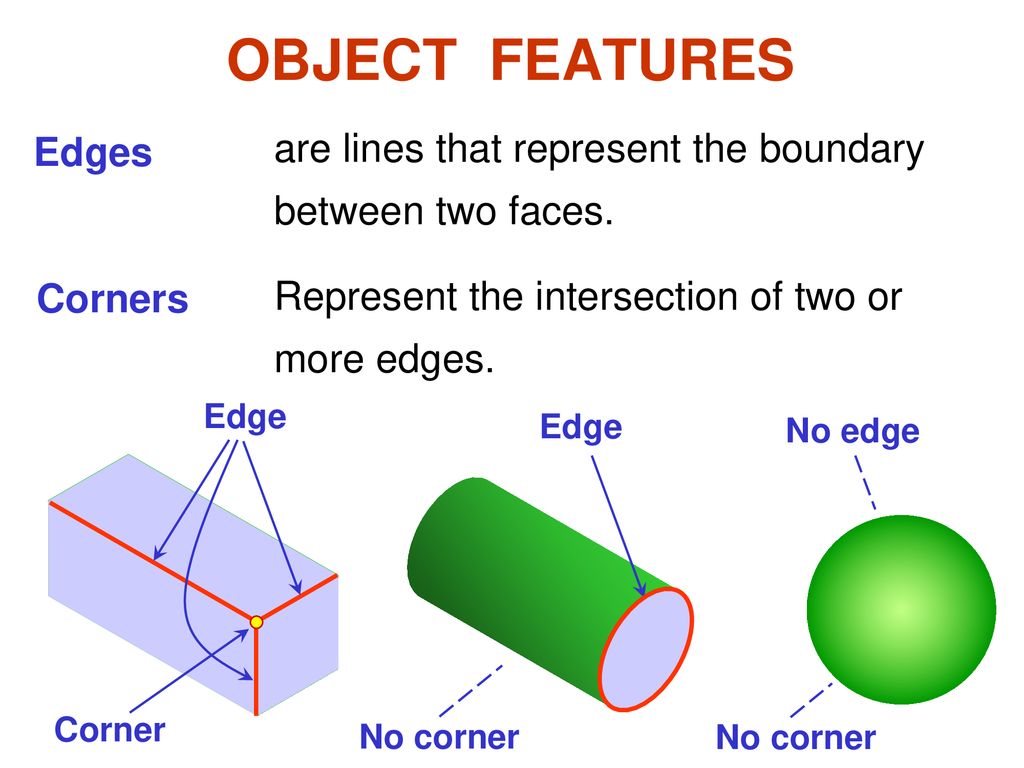 OBJECT FEATURES
Edges
are lines that represent the boundary
between two faces.
Corners
Represent the intersection of two or
more edges.
Edge
Edge
No edge
Corner
No corner
No corner